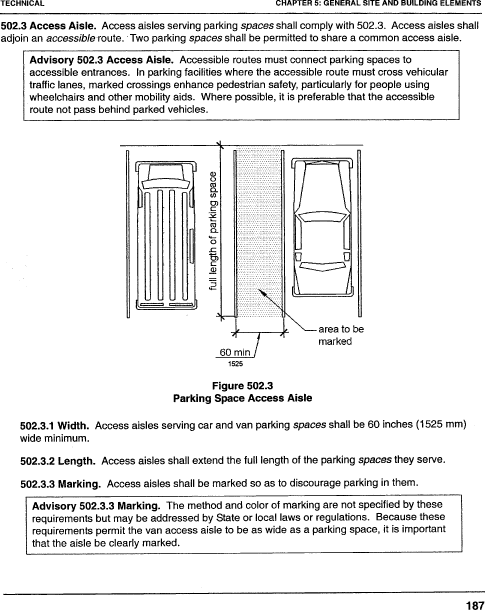 TECHNICAL CHAPTER 5: GENERAL SITE AND BUILDING ELEMENTS
502.3 Access Aisle. Access aisles serving parking spaces shall comply with 502.3. Access aisles shall
adjoin an accessible route. Two parking spaces shall be permitted to share a common access aisle.
Advisory 502.3 Access Aisle. Accessible routes must connect parking spaces to
accessible entrances. In parking facilities where the accessible route must cross vehicular
traffic lanes, marked crossings enhance pedestrian safety, particularly for people using
wheelchairs and other mobility aids. Where possible, it is preferable that the accessible
route not pass behind parked vehicles.
full length of parking space
area to be
marked
60 min
1525
Figure 502.3
Parking Space Access Aisle
502.3.1 Width. Access aisles serving car and van parking spaces shall be 60 inches (1525 mm)
wide minimum.
502.3.2 Length. Access aisles shall extend the full length of the parking spaces they serve.
502.3.3 Marking. Access aisles shall be marked so as to discourage parking in them.
Advisory 502.3.3 Marking. The method and color of marking are not specified by these
requirements but may be addressed by State or local laws or regulations. Because these
requirements permit the van access aisle to be as wide as a parking space, it is important
that the aisle be clearly marked.
187